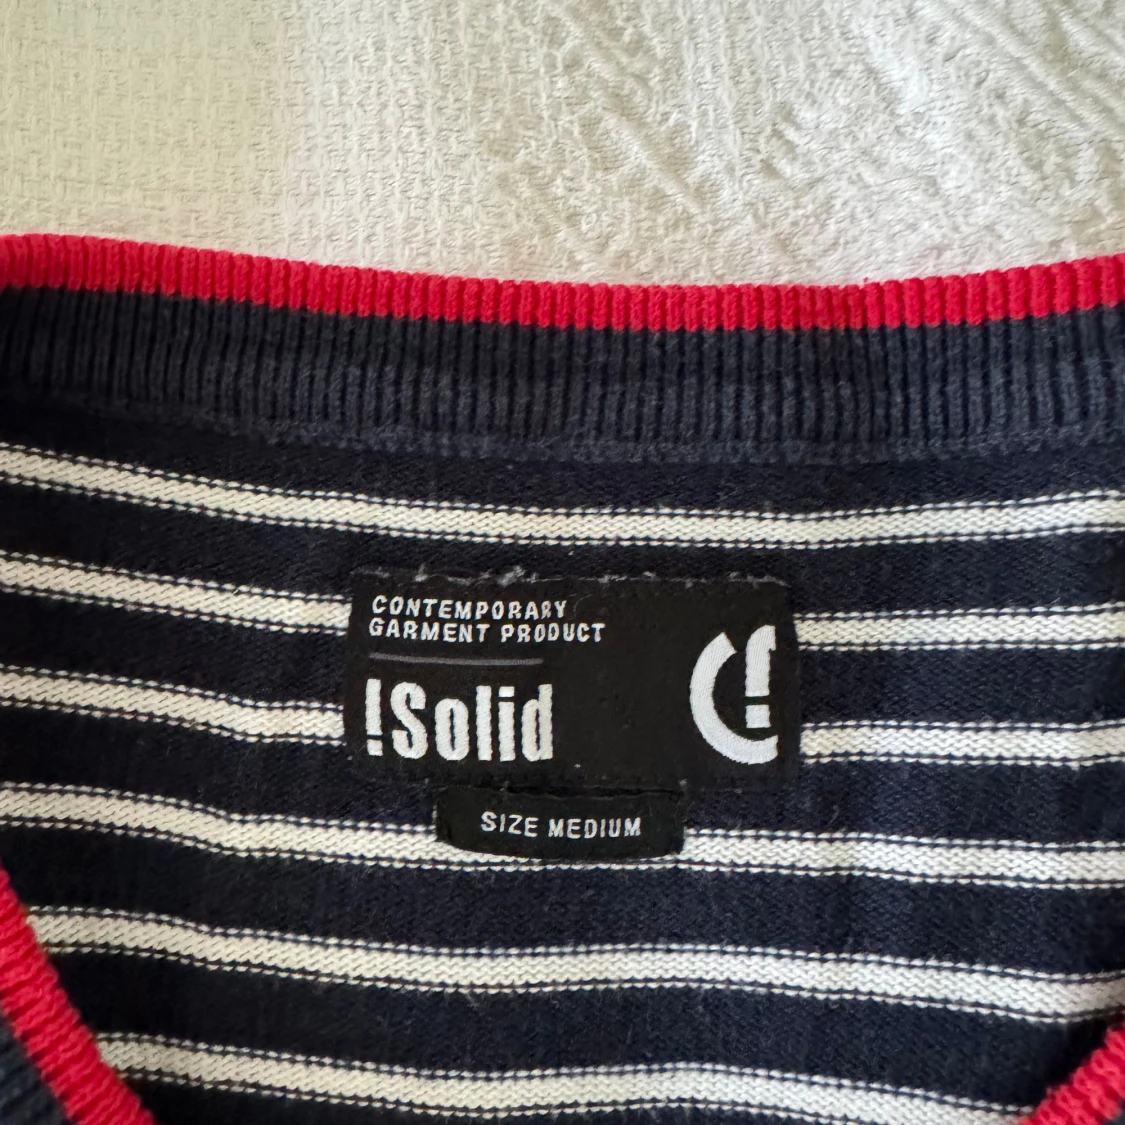 CONTEMPORARY
GARMENT PRODUCT
!Solid
SIZE MEDIUM